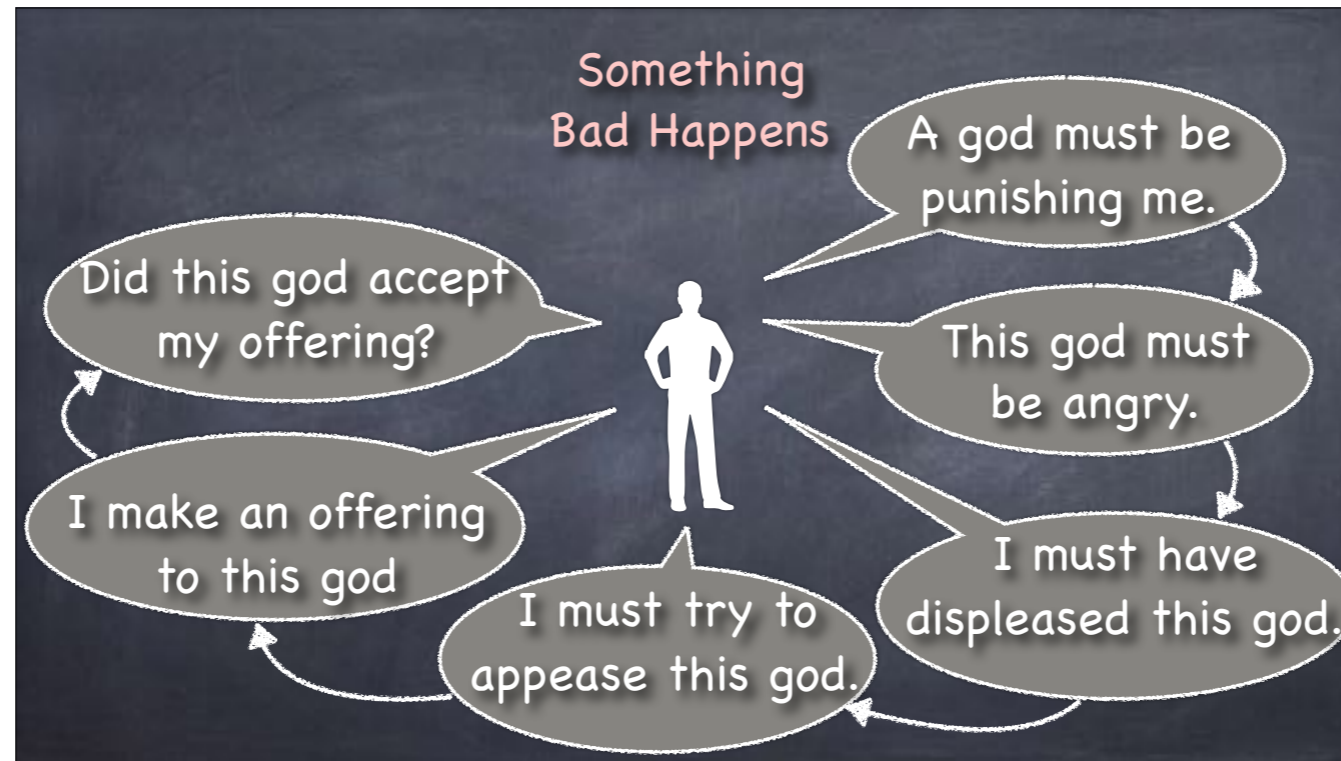 Something
Bad Happens
A god must be
punishing me.
This god must
be angry.
I must have
displeased this god.
I must try to
appease this god.
I make an offering
to this god
Did this god accept
my offering?